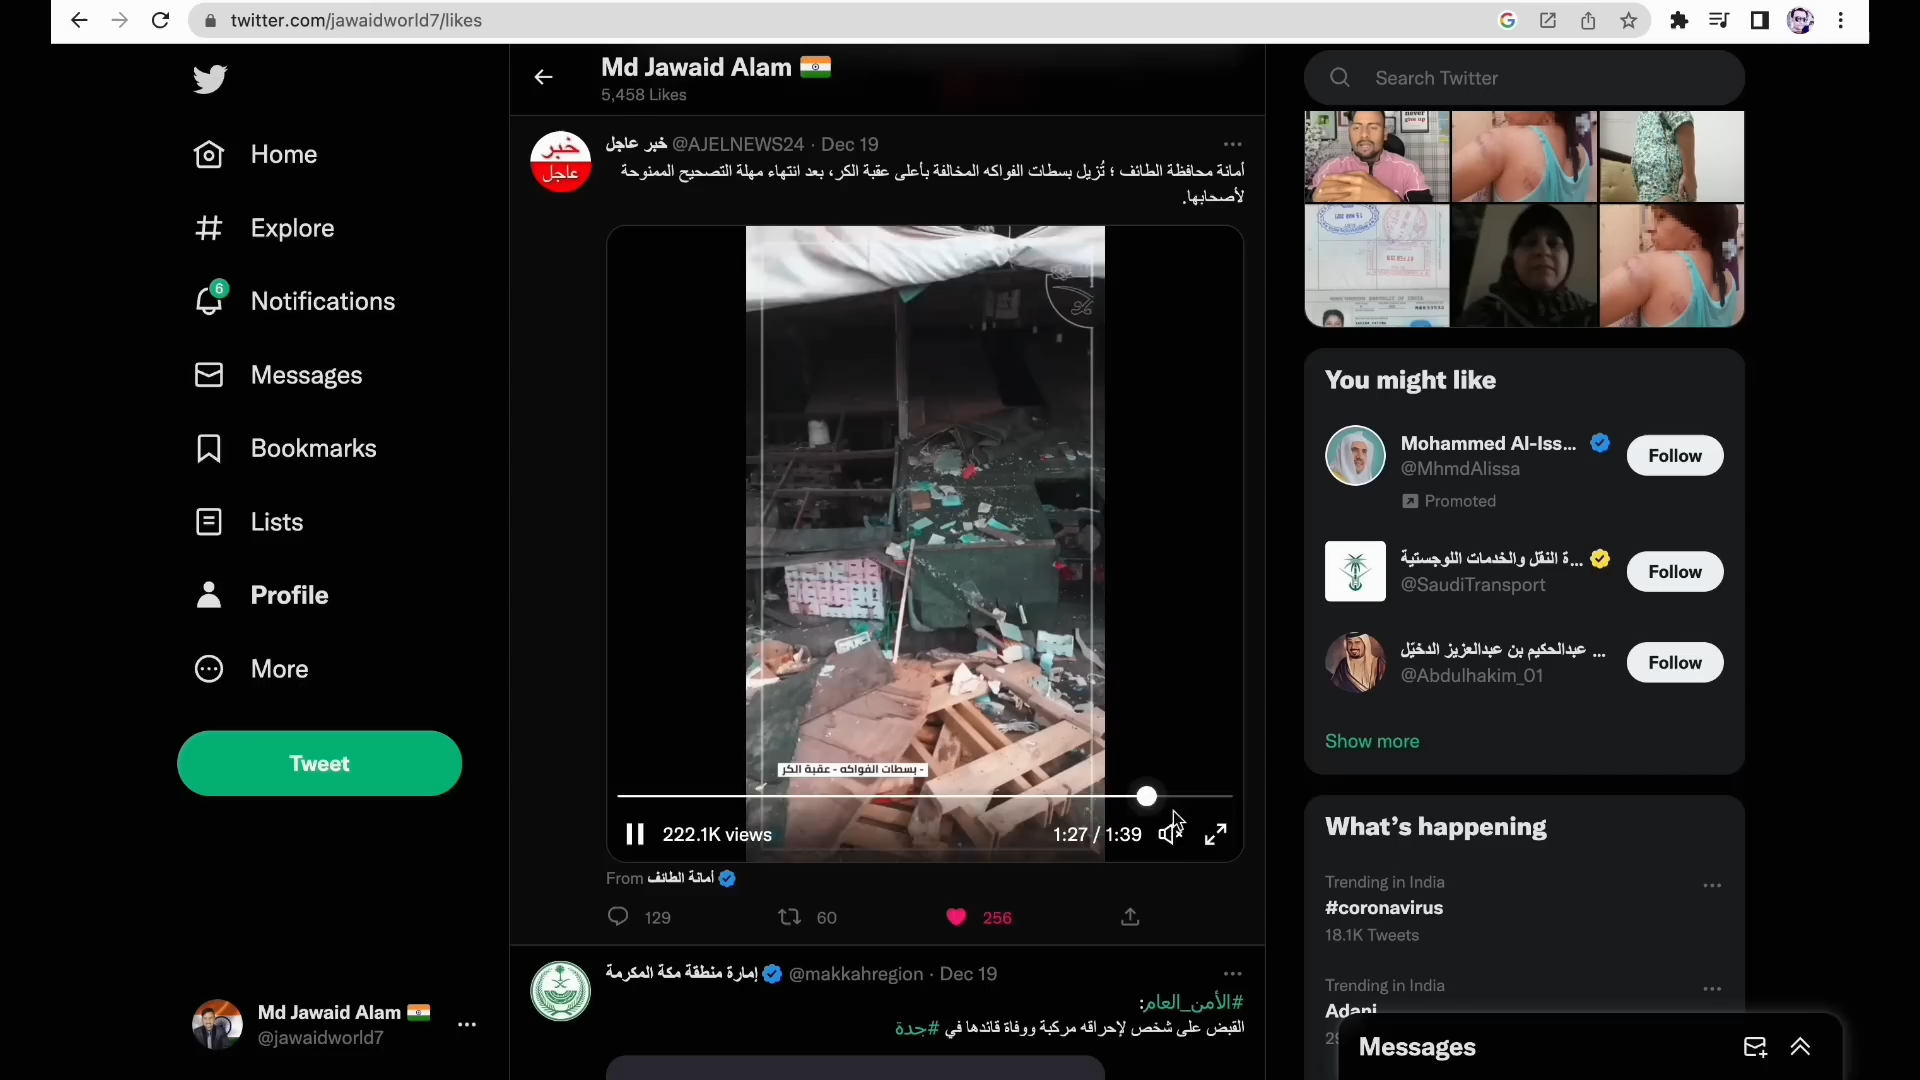 twitter.com/jawaidworld7/likes
Home
Explore
6
Notifications
Messages
Bookmarks
Lists
Profile
More
Tweet
Md Jawaid Alam
@jawaidworld7
Md Jawaid Alam
5,458 Likes
خبر عاجل
خبر عاجل @AJELNEWS24 · Dec 19
أمانة محافظة الطائف ؛ تُزيل بسطات الفواكه المخالفة بأعلى عقبة الكر، بعد انتهاء مهلة التصحيح الممنوحة
لأصحابها.
- بسطات الفواكه - عقبة الكر
222.1K views
1:27 / 1:39
From أمانة الطائف
129
60
256
إمارة منطقة مكة المكرمة @makkahregion · Dec 19
#الأمن_العام:
القبض على شخص لإحراقه مركبة ووفاة قائدها في #جدة
Search Twitter
never
give up
You might like
Mohammed Al-Iss...
@MhmdAlissa
Promoted
Follow
...ة النقل والخدمات اللوجستية
@SaudiTransport
Follow
عبدالحكيم بن عبدالعزيز الدخيّل ...
@Abdulhakim_01
Follow
Show more
What's happening
Trending in India
#coronavirus
18.1K Tweets
Trending in India
Adani
Messages